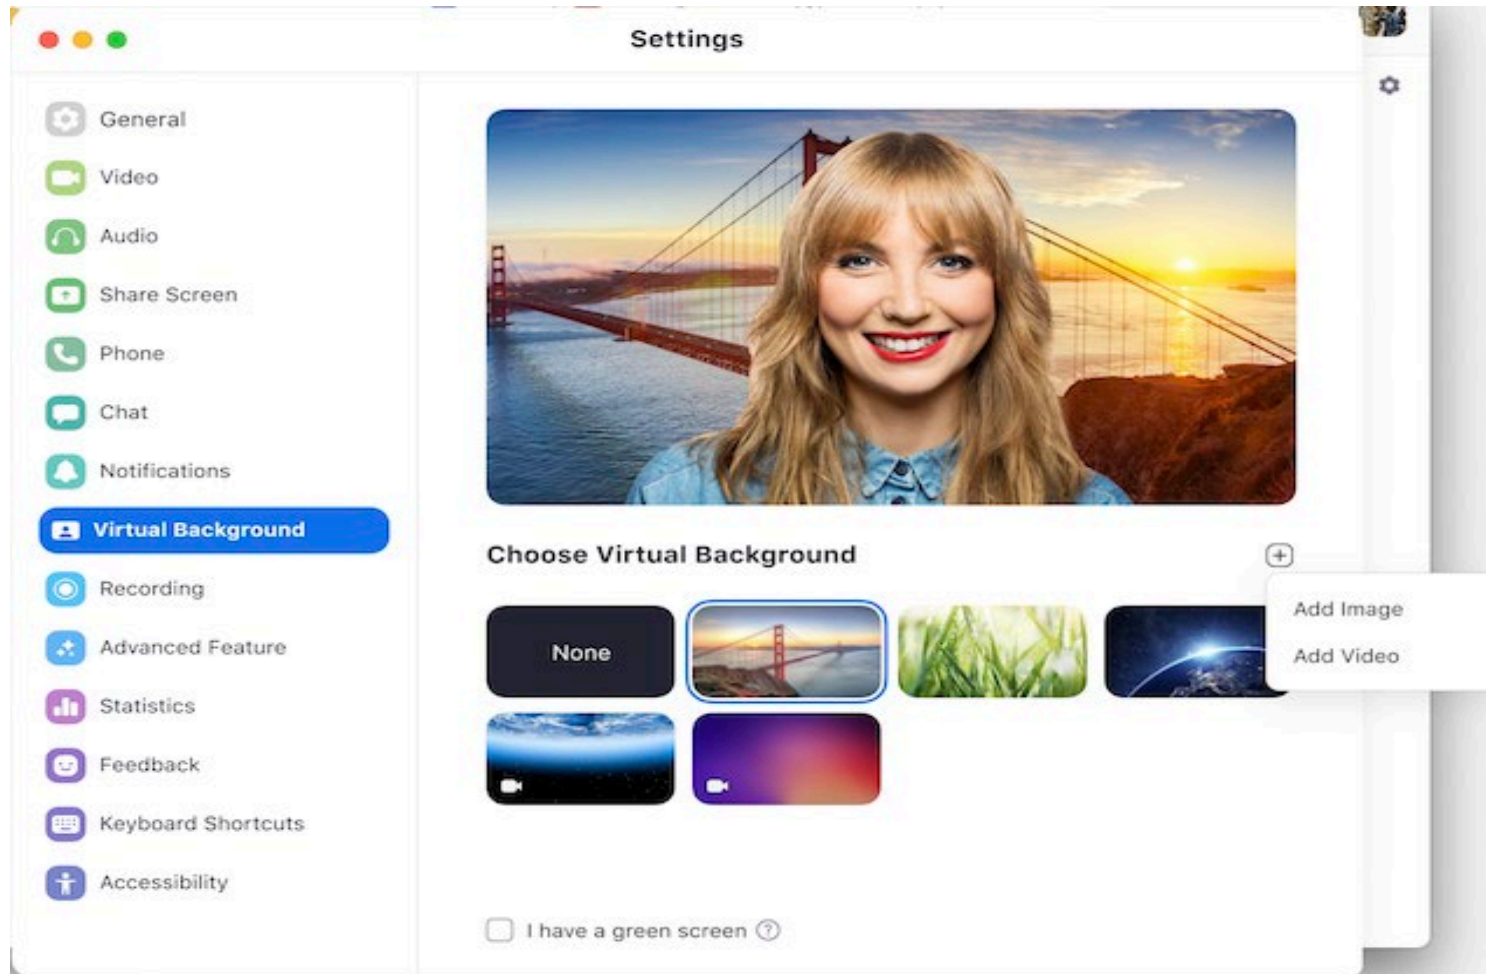 Settings
General
Video
Audio
Share Screen
Phone
Chat
Notifications
Virtual Background
Recording
Advanced Feature
Statistics
Feedback
Keyboard Shortcuts
Accessibility
Choose Virtual Background
Add Image
Add Video
None
I have a green screen ?